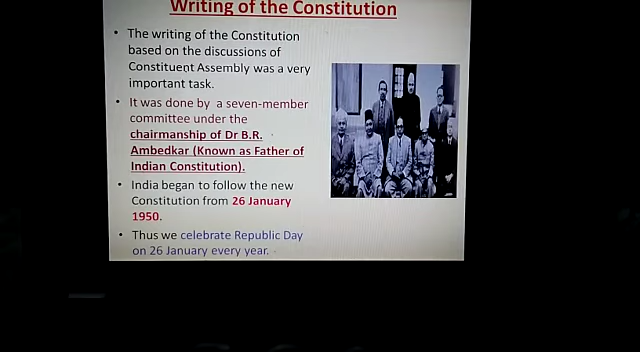 Writing of the Constitution
• The writing of the Constitution
based on the discussions of
Constituent Assembly was a very
important task.
• It was done by a seven-member
committee under the
chairmanship of Dr B.R.
Ambedkar (Known as Father of
Indian Constitution).
• India began to follow the new
Constitution from 26 January
1950.
• Thus we celebrate Republic Day
on 26 January every year.